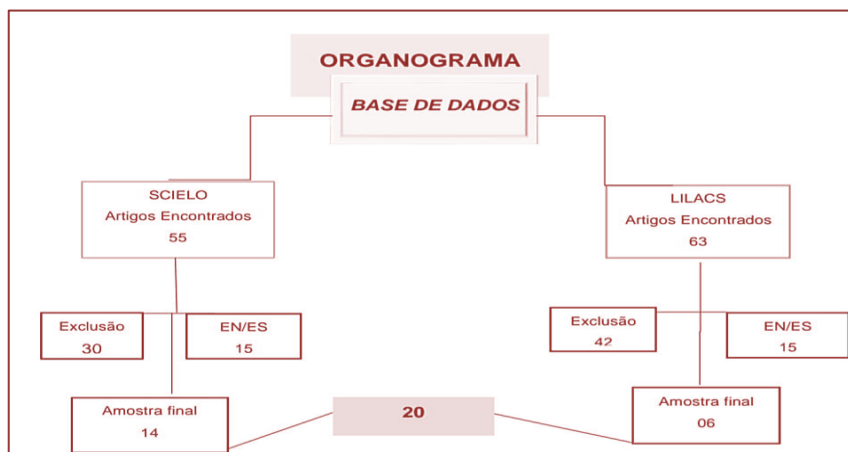 ORGANOGRAMA
BASE DE DADOS
SCIELO
Artigos Encontrados
55
LILACS
Artigos Encontrados
63
Exclusão
30
EN/ES
15
Exclusão
42
EN/ES
15
Amostra final
14
20
Amostra final
06